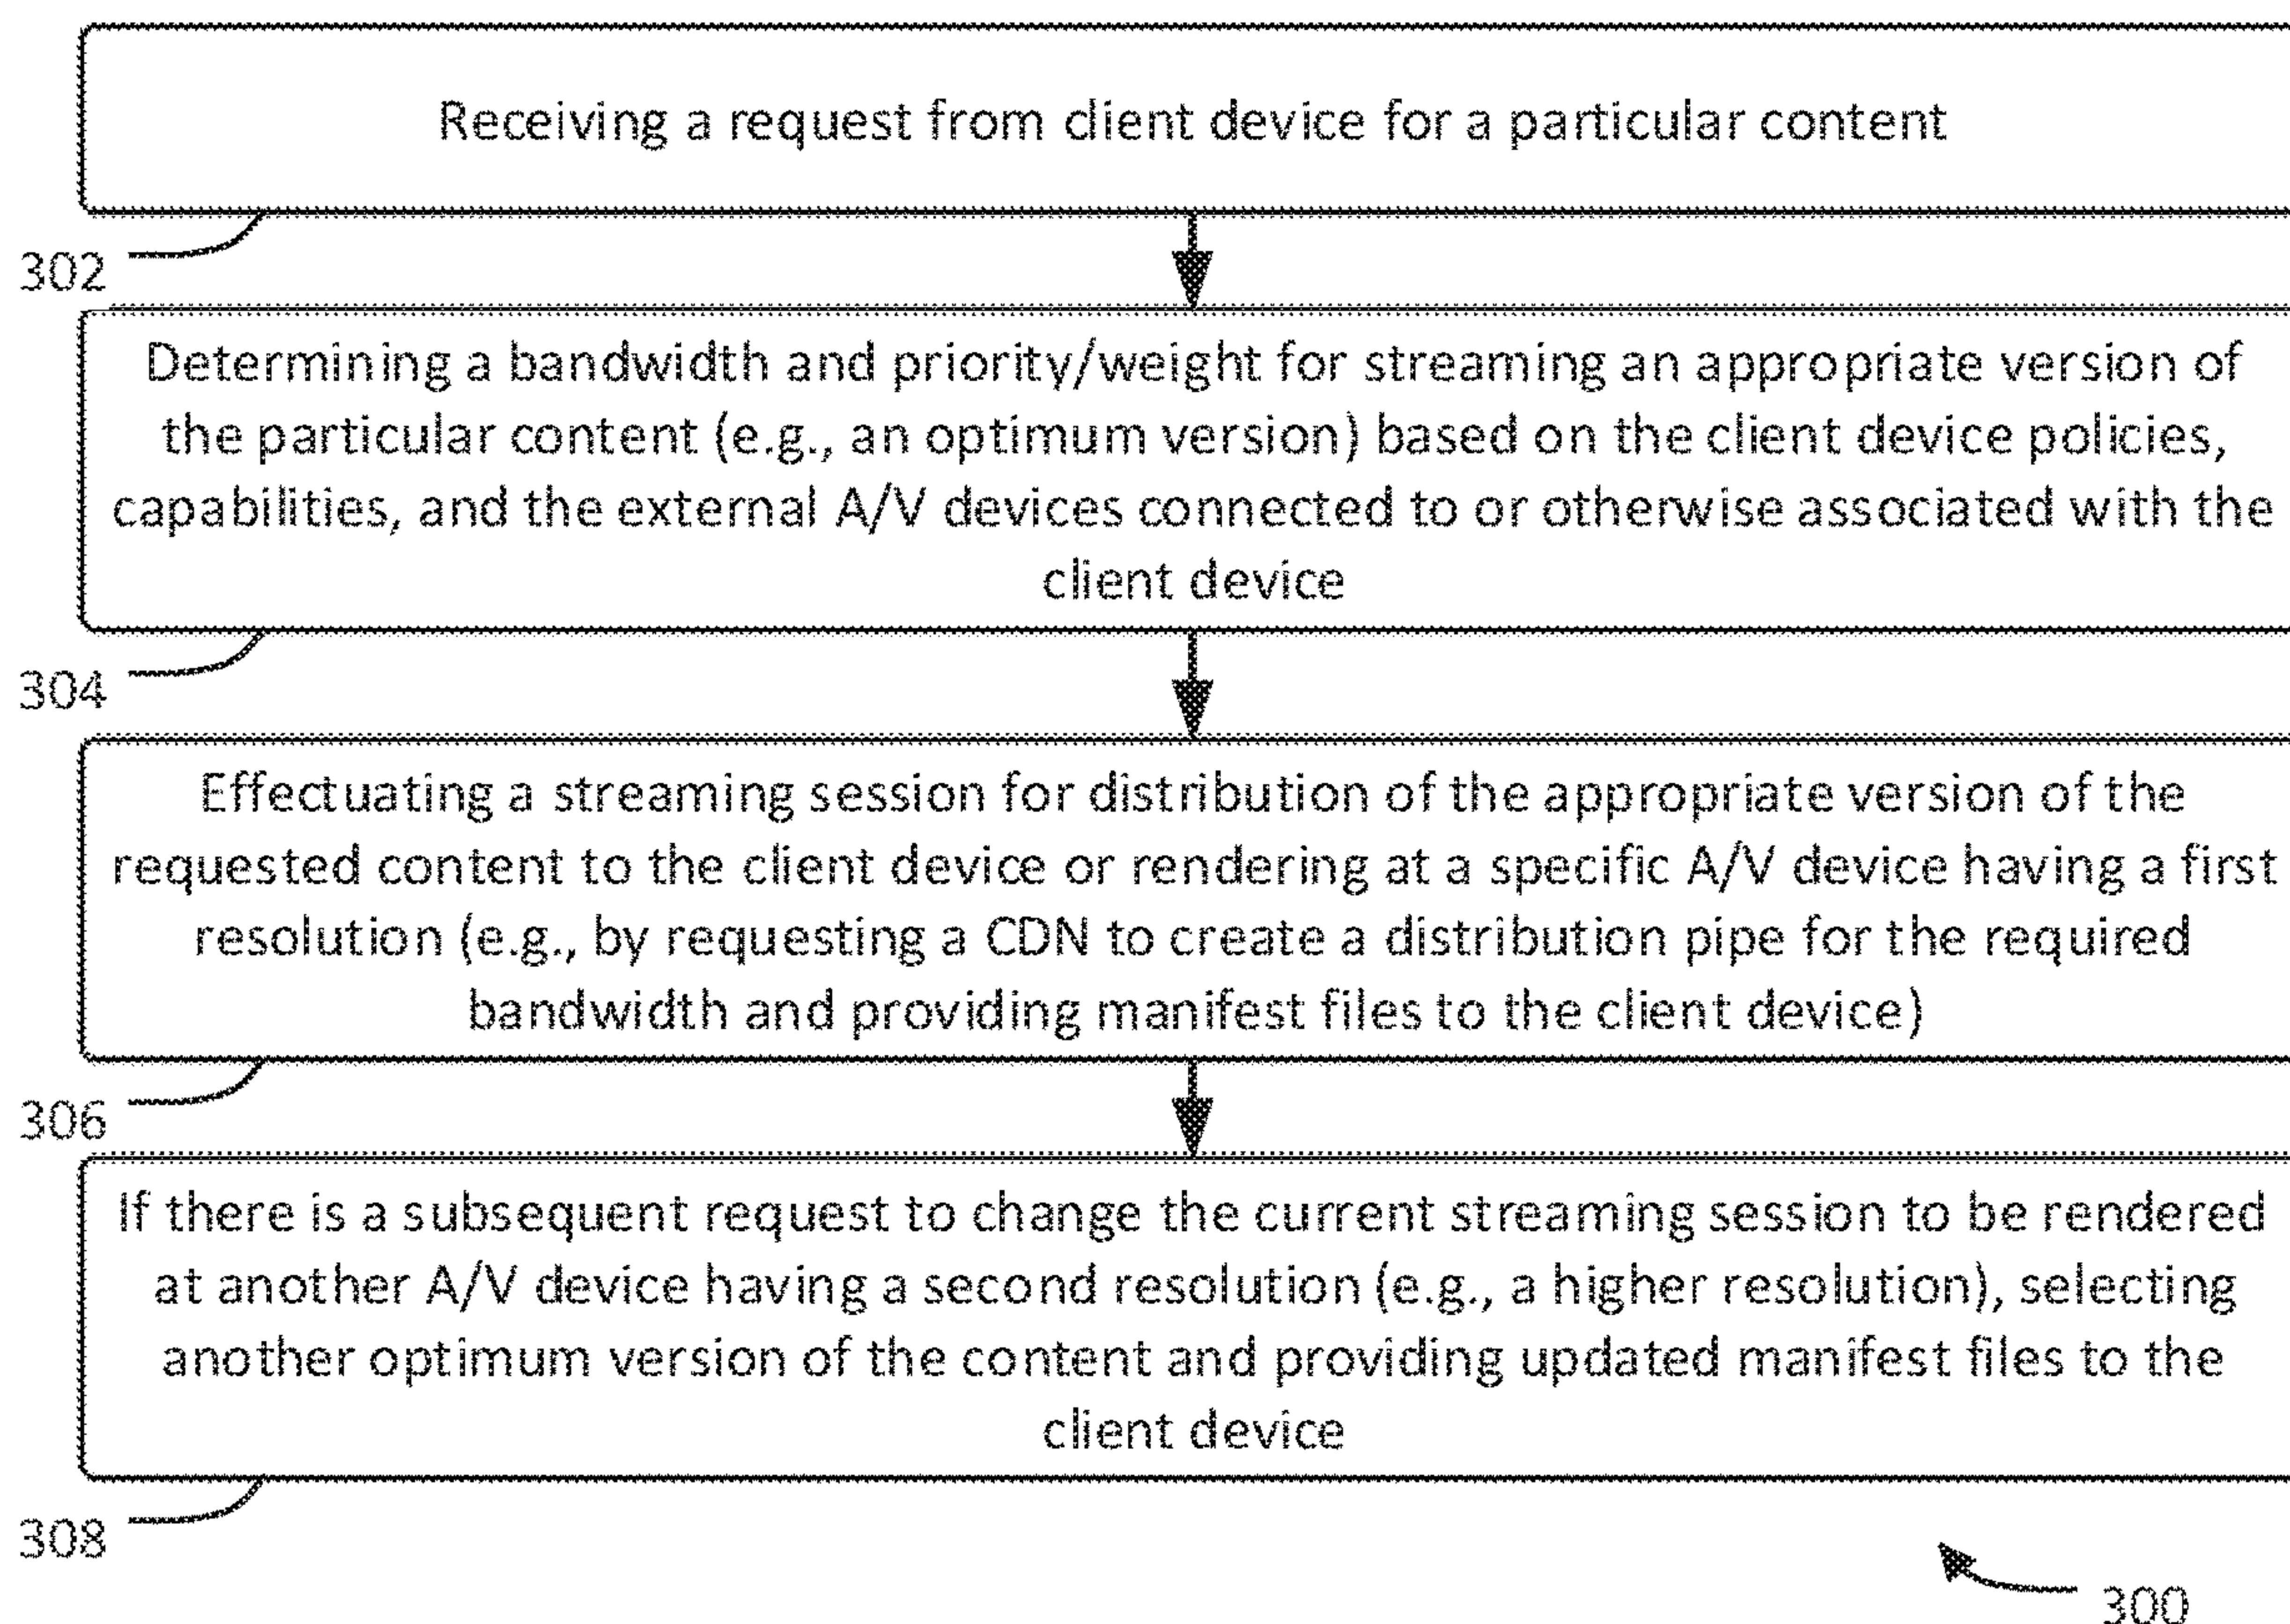 Receiving a request from client device for a particular content
302
Determining a bandwidth and priority/weight for streaming an appropriate version of
the particular content (e.g., an optimum version) based on the client device policies,
capabilities, and the external A/V devices connected to or otherwise associated with the
client device
304
Effectuating a streaming session for distribution of the appropriate version of the
requested content to the client device or rendering at a specific A/V device having a first
resolution (e.g., by requesting a CDN to create a distribution pipe for the required
bandwidth and providing manifest files to the client device)
306
If there is a subsequent request to change the current streaming session to be rendered
at another A/V device having a second resolution (e.g., a higher resolution), selecting
another optimum version of the content and providing updated manifest files to the
client device
308
300